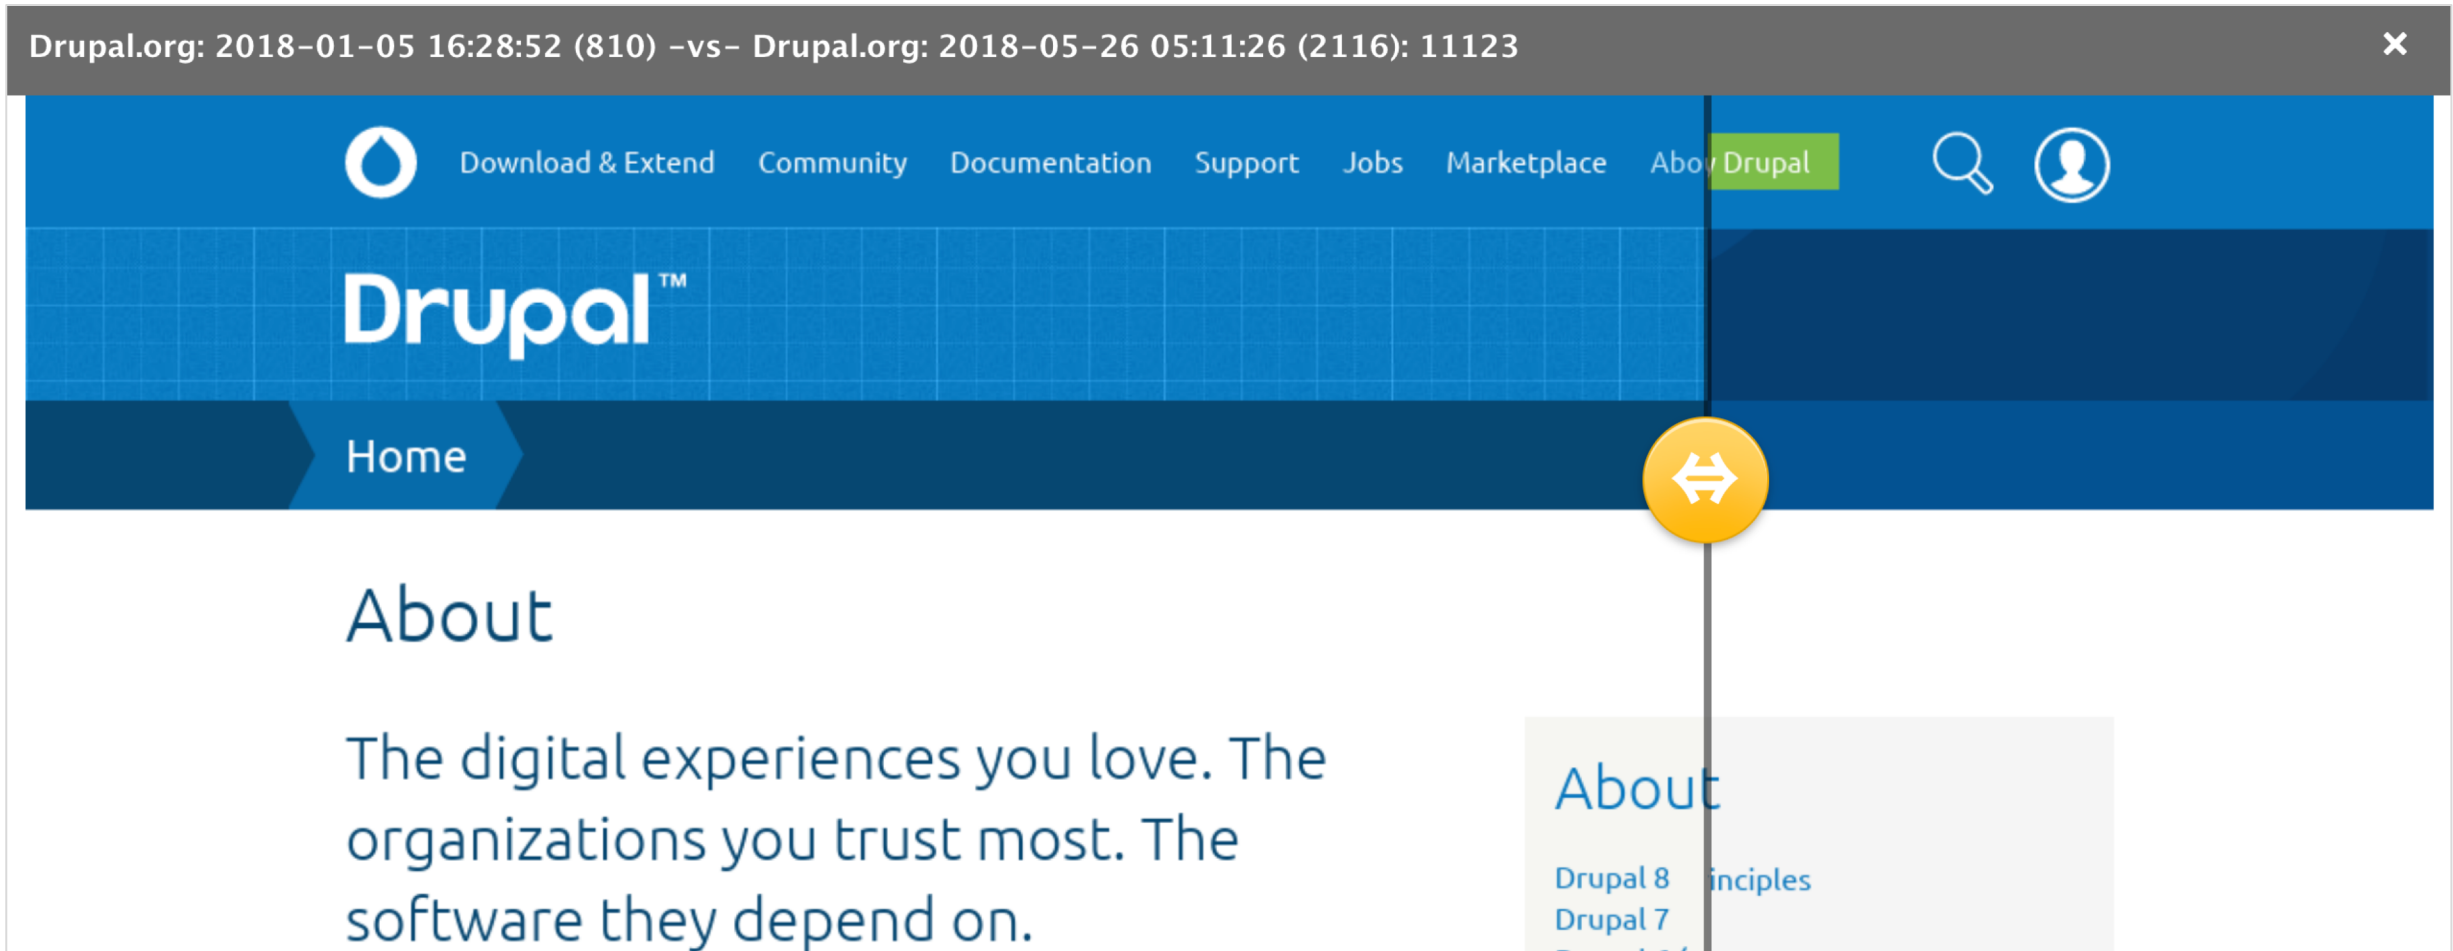 Drupal.org: 2018-01-05 16:28:52 (810) -vs- Drupal.org: 2018-05-26 05:11:26 (2116): 11123
Download & Extend Community Documentation Support Jobs Marketplace Abo Drupal
Drupal™
Home
About
The digital experiences you love. The
organizations you trust most. The
software they depend on.
About
Drupal 8 inciples
Drupal 7